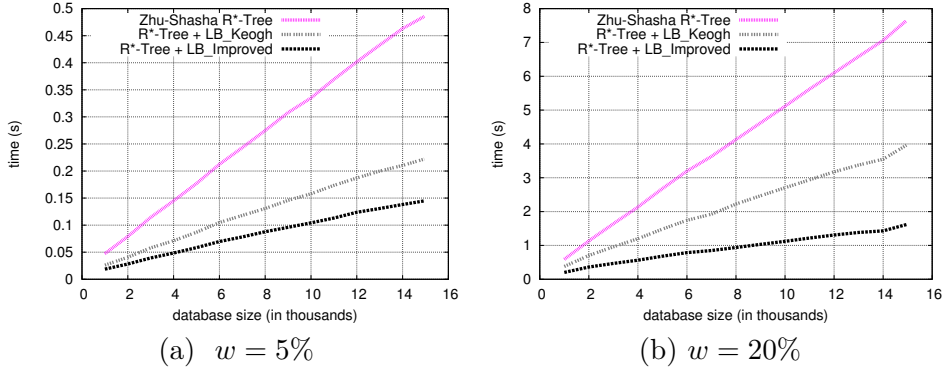 Zhu-Shasha R*-Tree
R*-Tree + LB_Keogh
R*-Tree + LB_Improved
0.5
0.45
0.4
0.35
0.3
0.25
0.2
0.15
0.1
0.05
0
time (s)
0 2 4 6 8 10 12 14 16
database size (in thousands)
(a) w = 5%
Zhu-Shasha R*-Tree
R*-Tree + LB_Keogh
R*-Tree + LB_Improved
8
7
6
5
4
3
2
1
0
time (s)
0 2 4 6 8 10 12 14 16
database size (in thousands)
(b) w = 20%